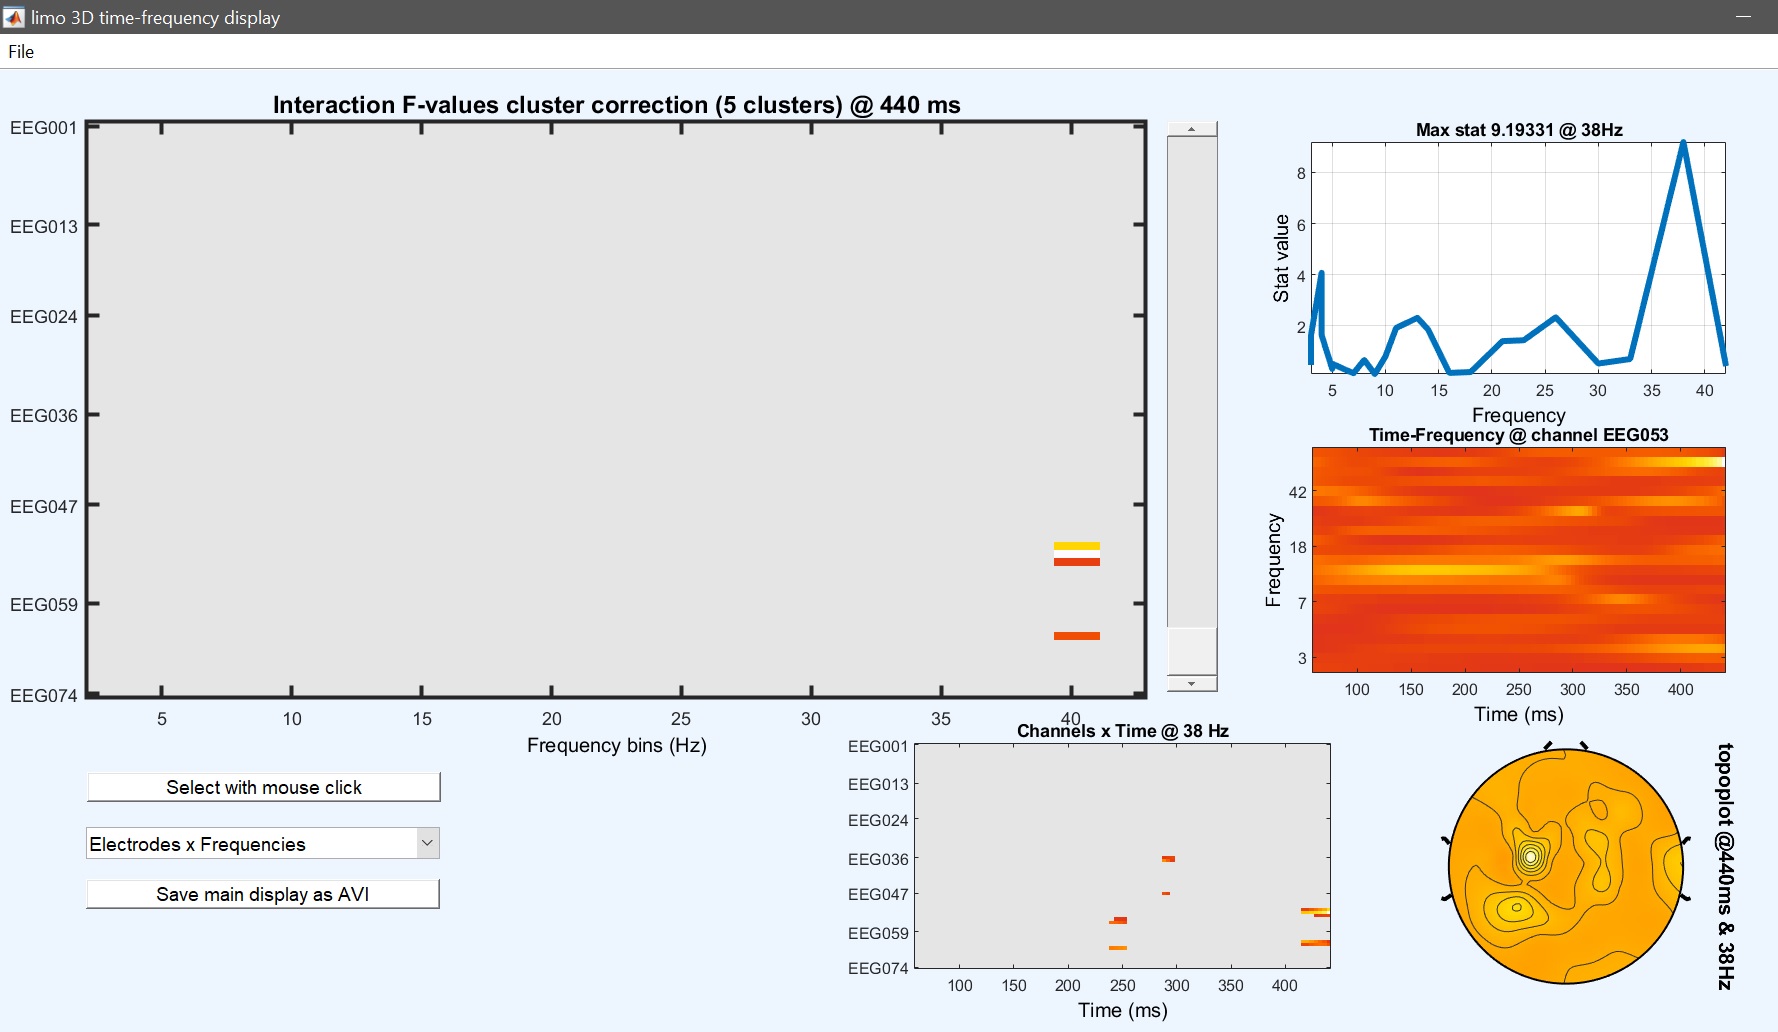 limo 3D time-frequency display
File
Interaction F-values cluster correction (5 clusters) @ 440 ms
EEG001
EEG013
EEG024
EEG036
EEG047
EEG059
EEG074
5 10 15 20 25 30 35 40
Frequency bins (Hz)
Max stat 9.19331 @ 38Hz
Stat value
8
6
4
2
5 10 15 20 25 30 35 40
Frequency
Time-Frequency @ channel EEG053
Frequency
42
18
7
3
100 150 200 250 300 350 400
Time (ms)
Select with mouse click
Electrodes x Frequencies
Save main display as AVI
Channels x Time @ 38 Hz
EEG001
EEG013
EEG024
EEG036
EEG047
EEG059
EEG074
100 150 200 250 300 350 400
Time (ms)
topoplot @440ms & 38Hz